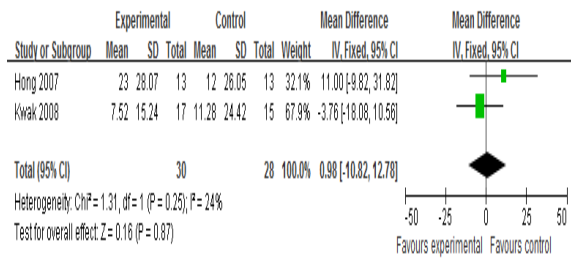 Experimental Control Mean Difference Mean Difference
Study or Subgroup Mean SD Total Mean SD Total Weight IV, Fixed, 95% CI IV, Fixed, 95% CI
Hong 2007 23 28.07 13 12 26.05 13 32.1% 11.00 [-9.82, 31.82]
Kwak 2008 7.52 15.24 17 11.28 24.42 15 67.9% -3.76 [-18.08, 10.56]
Total (95% CI) 30 28 100.0% 0.98 [-10.82, 12.78]
Heterogeneity: Chi² = 1.31, df = 1 (P = 0.25); I² = 24%
Test for overall effect: Z = 0.16 (P = 0.87)
-50 -25 0 25 50
Favours experimental Favours control